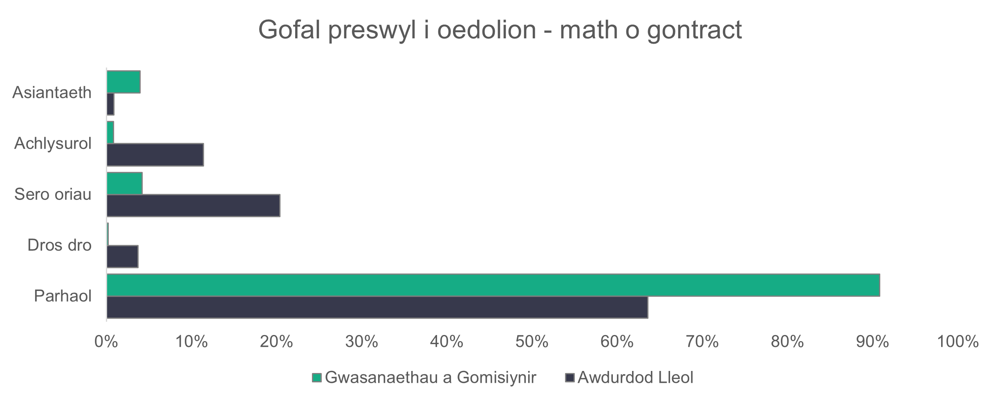 Gofal preswyl i oedolion - math o gontract
Asiantaeth
Achlysurol
Sero oriau
Dros dro
Parhaol
0% 10% 20% 30% 40% 50% 60% 70% 80% 90% 100%
Gwasanaethau a Gomisiynir Awdurdod Lleol